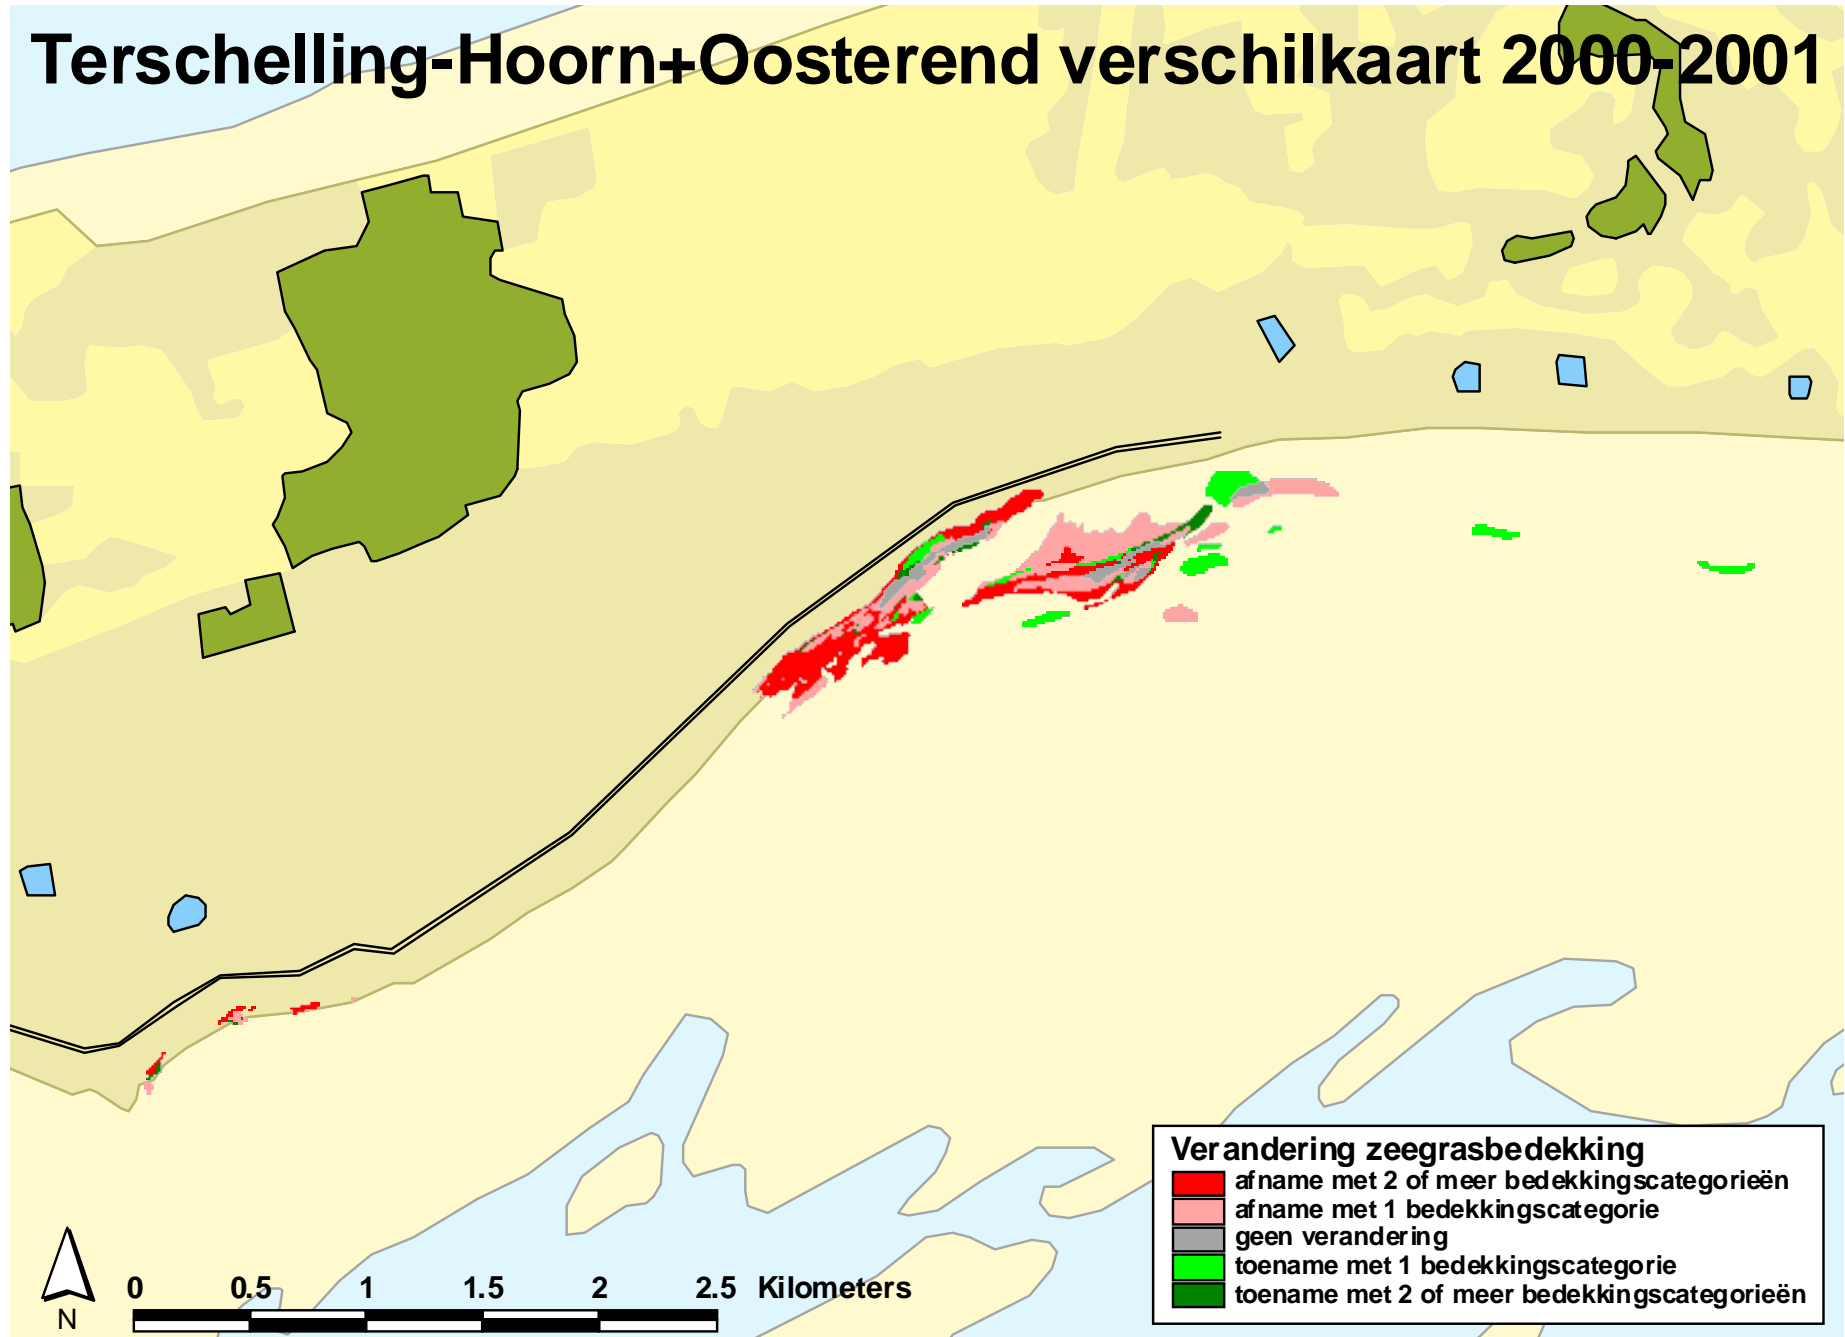 Terschelling-Hoorn+Oosterend verschilkaart 2000-2001
Verandering zeegrasbedekking
afname met 2 of meer bedekkingscategorieën
afname met 1 bedekkingscategorie
geen verandering
toename met 1 bedekkingscategorie
toename met 2 of meer bedekkingscategorieën
0 0.5 1 1.5 2 2.5 Kilometers
N